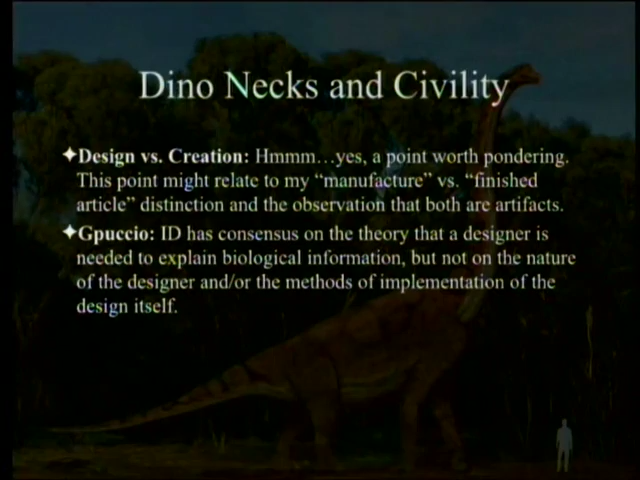 Dino Necks and Civility
✦Design vs. Creation: Hmmm…yes, a point worth pondering.
This point might relate to my “manufacture” vs. “finished
article” distinction and the observation that both are artifacts.
✦Gpuccio: ID has consensus on the theory that a designer is
needed to explain biological information, but not on the nature
of the designer and/or the methods of implementation of the
design itself.